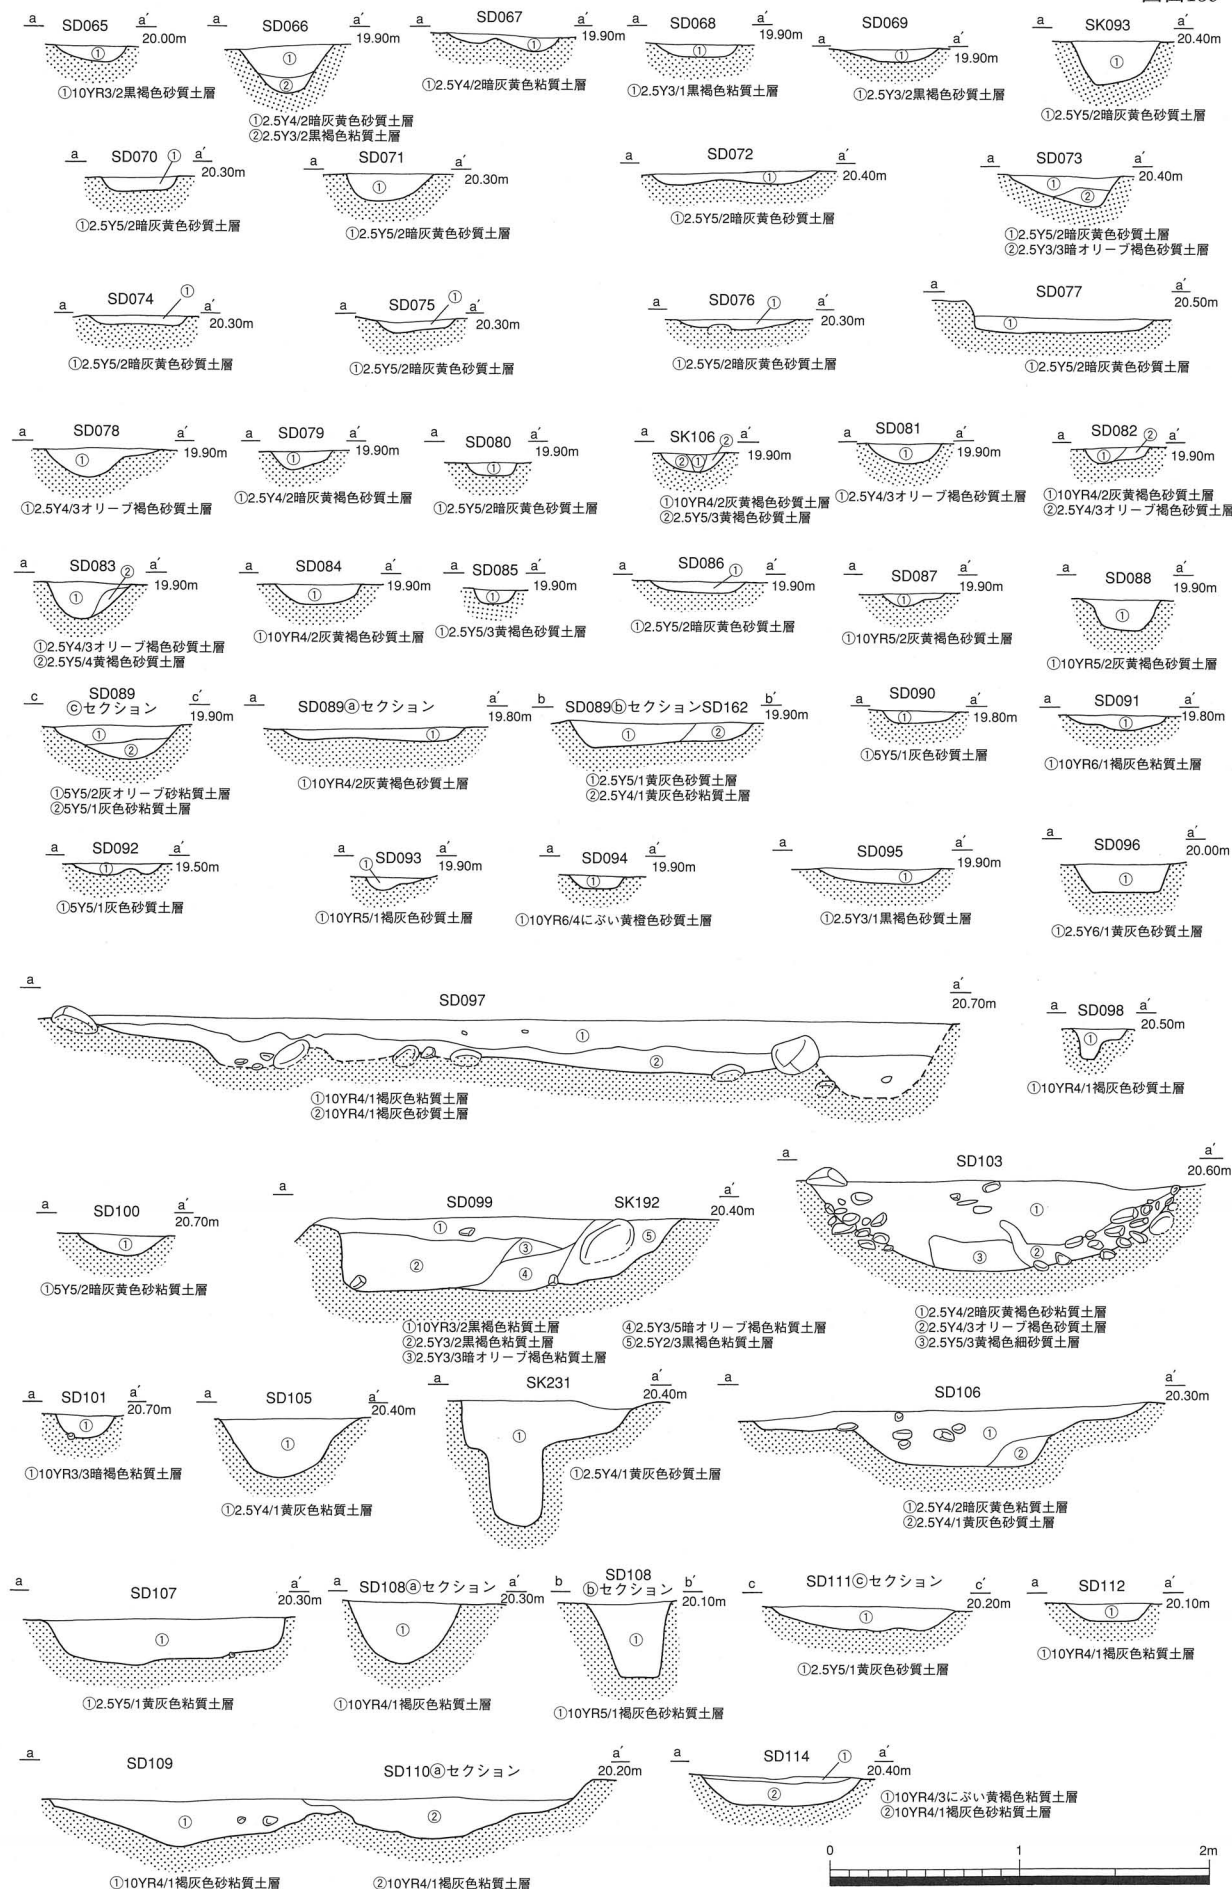 a SD065 a′ 20.00m
①10YR3/2黒褐色砂質土層
a SD066 a′ 19.90m
① ②
①2.5Y4/2暗灰黄色砂質土層
②2.5Y3/2黒褐色粘質土層
a SD067 a′ 19.90m
①2.5Y4/2暗灰黄色粘質土層
a SD068 a′ 19.90m
①2.5Y3/1黒褐色粘質土層
a SD069 a′ 19.90m
①2.5Y3/2黒褐色砂質土層
a SK093 a′ 20.40m
①2.5Y5/2暗灰黄色砂質土層
a SD070 ① a′ 20.30m
①2.5Y5/2暗灰黄色砂質土層
a SD071 a′ 20.30m
①2.5Y5/2暗灰黄色砂質土層
a SD072 a′ 20.40m
①2.5Y5/2暗灰黄色砂質土層
a SD073 a′ 20.40m
① ②
①2.5Y5/2暗灰黄色砂質土層
②2.5Y3/3暗オリーブ褐色砂質土層
a SD074 ① a′ 20.30m
①2.5Y5/2暗灰黄色砂質土層
a SD075 ① a′ 20.30m
①2.5Y5/2暗灰黄色砂質土層
a SD076 ① a′ 20.30m
①2.5Y5/2暗灰黄色砂質土層
a SD077 a′ 20.50m
①2.5Y5/2暗灰黄色砂質土層
a SD078 a′ 19.90m
①2.5Y4/3オリーブ褐色砂質土層
a SD079 a′ 19.90m
①2.5Y4/2暗灰黄褐色砂質土層
a SD080 a′ 19.90m
①2.5Y5/2暗灰黄色砂質土層
a SK106 ② a′ 19.90m
② ①
①10YR4/2灰黄褐色砂質土層
②2.5Y5/3黄褐色砂質土層
a SD081 a′ 19.90m
①2.5Y4/3オリーブ褐色砂質土層
a SD082 ② a′ 19.90m
①10YR4/2灰黄褐色砂質土層
②2.5Y4/3オリーブ褐色砂質土層
a SD083 ② a′ 19.90m
①2.5Y4/3オリーブ褐色砂質土層
②2.5Y5/4黄褐色砂質土層
a SD084 a′ 19.90m
①10YR4/2灰黄褐色砂質土層
a SD085 a′ 19.90m
①2.5Y5/3黄褐色砂質土層
a SD086 ① a′ 19.90m
①2.5Y5/2暗灰黄色砂質土層
a SD087 a′ 19.90m
①10YR5/2灰黄褐色砂質土層
a SD088 a′ 19.90m
①10YR5/2灰黄褐色砂質土層
c SD089 c′ 19.90m
ⓒセクション
① ②
①5Y5/2灰オリーブ砂粘質土層
②5Y5/1灰色砂粘質土層
a SD089ⓐセクション a′ 19.80m
①10YR4/2灰黄褐色砂質土層
b SD089ⓑセクションSD162 b′ 19.90m
① ②
①2.5Y5/1黄灰色砂質土層
②2.5Y4/1黄灰色砂粘質土層
a SD090 a′ 19.80m
①5Y5/1灰色砂質土層
a SD091 a′ 19.80m
①10YR6/1褐灰色粘質土層
a SD092 a′ 19.50m
①5Y5/1灰色砂質土層
a ① SD093 a′ 19.90m
①10YR5/1褐灰色砂質土層
a SD094 a′ 19.90m
①10YR6/4にぶい黄橙色砂質土層
a SD095 a′ 19.90m
①2.5Y3/1黒褐色砂質土層
a SD096 a′ 20.00m
①2.5Y6/1黄灰色砂質土層
a SD097 a′ 20.70m
① ②
①10YR4/1褐灰色粘質土層
②10YR4/1褐灰色砂質土層
a SD098 a′ 20.50m
①10YR4/1褐灰色砂質土層
a SD100 a′ 20.70m
①5Y5/2暗灰黄色砂粘質土層
a SD099 SK192 a′ 20.40m
① ② ③ ④ ⑤
①10YR3/2黒褐色粘質土層
②2.5Y3/2黒褐色粘質土層
③2.5Y3/3暗オリーブ褐色粘質土層
④2.5Y3/5暗オリーブ褐色粘質土層
⑤2.5Y2/3黒褐色粘質土層
a SD103 a′ 20.60m
① ② ③
①2.5Y4/2暗灰黄褐色砂粘質土層
②2.5Y4/3オリーブ褐色砂質土層
③2.5Y5/3黄褐色細砂質土層
a SD101 a′ 20.70m
①10YR3/3暗褐色粘質土層
a SD105 a′ 20.40m
①2.5Y4/1黄灰色粘質土層
a SK231 a′ 20.40m
①2.5Y4/1黄灰色砂質土層
a SD106 a′ 20.30m
① ②
①2.5Y4/2暗灰黄色粘質土層
②2.5Y4/1黄灰色砂質土層
a SD107 a′ 20.30m
①2.5Y5/1黄灰色粘質土層
a SD108ⓐセクション a′ 20.30m
①10YR4/1褐灰色粘質土層
b SD108 b′ 20.10m
ⓑセクション
①10YR5/1褐灰色砂粘質土層
c SD111ⓒセクション c′ 20.20m
①2.5Y5/1黄灰色砂質土層
a SD112 a′ 20.10m
①10YR4/1褐灰色粘質土層
a SD109 SD110ⓐセクション a′ 20.20m
① ②
①10YR4/1褐灰色砂粘質土層 ②10YR4/1褐灰色粘質土層
a SD114 ① a′ 20.40m
②
①10YR4/3にぶい黄褐色粘質土層
②10YR4/1褐灰色砂粘質土層
0 1 2m